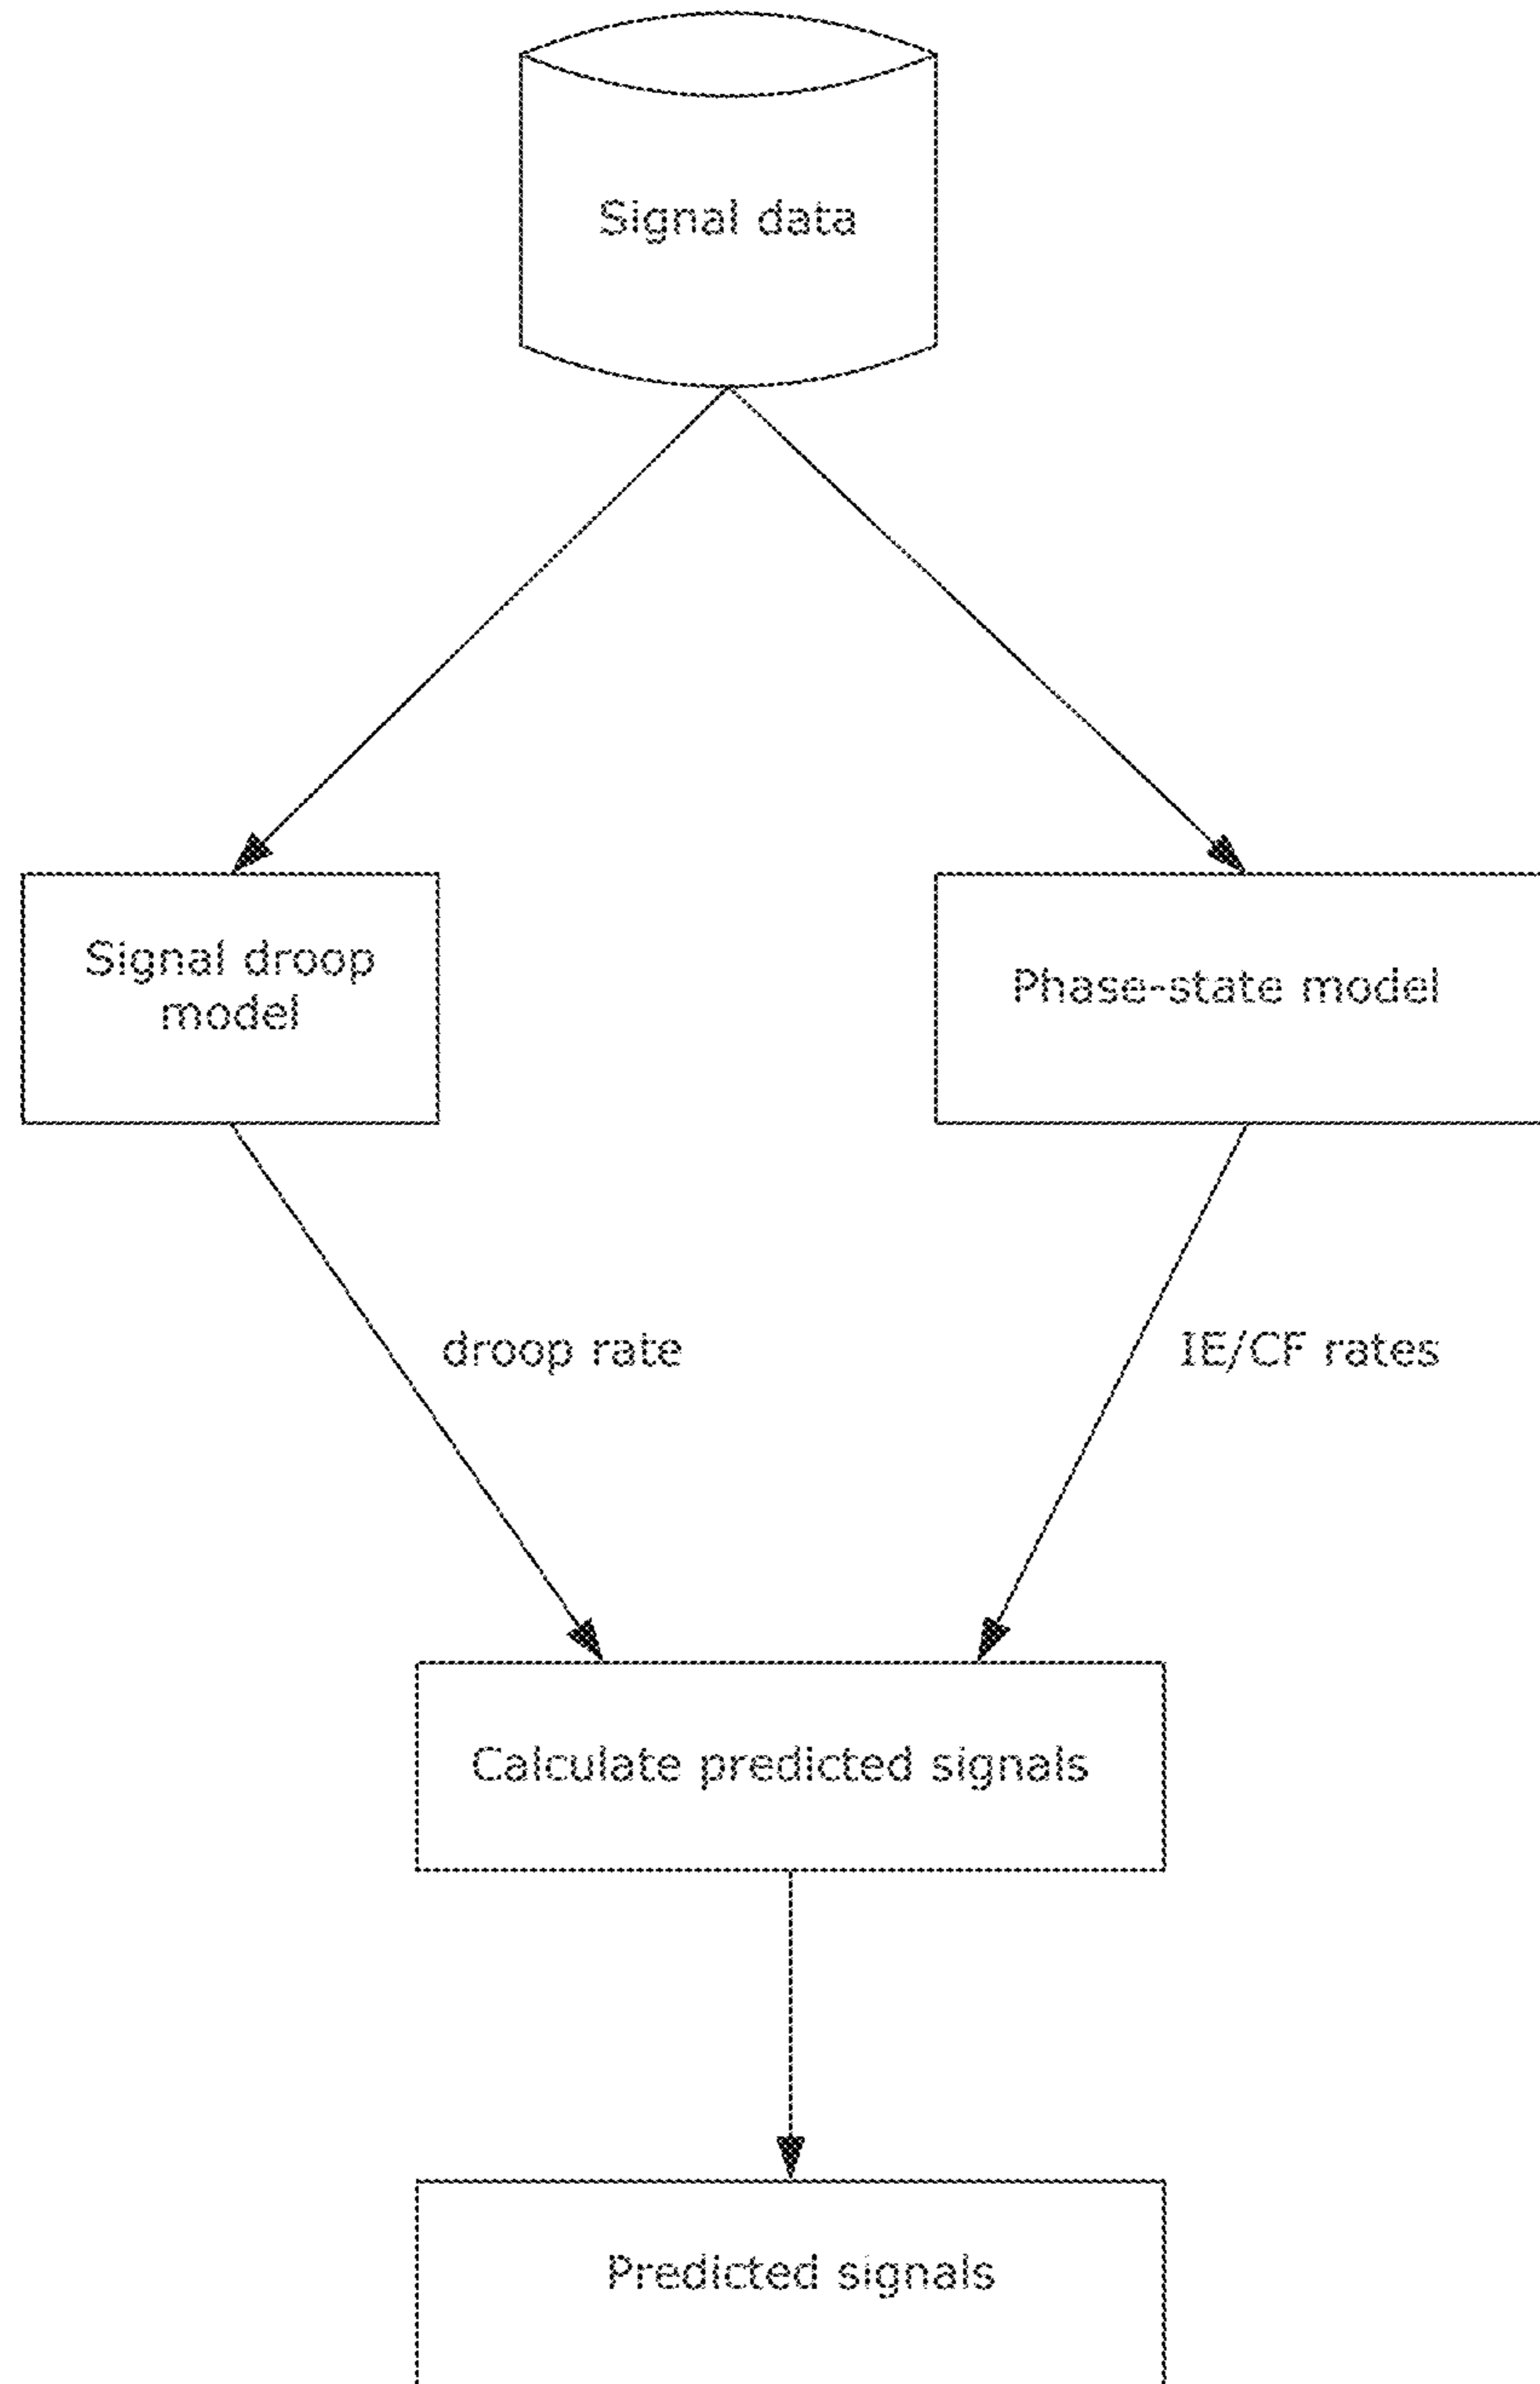 Signal data
Signal droop
model
Phase-state model
droop rate
IE/CF rates
Calculate predicted signals
Predicted signals